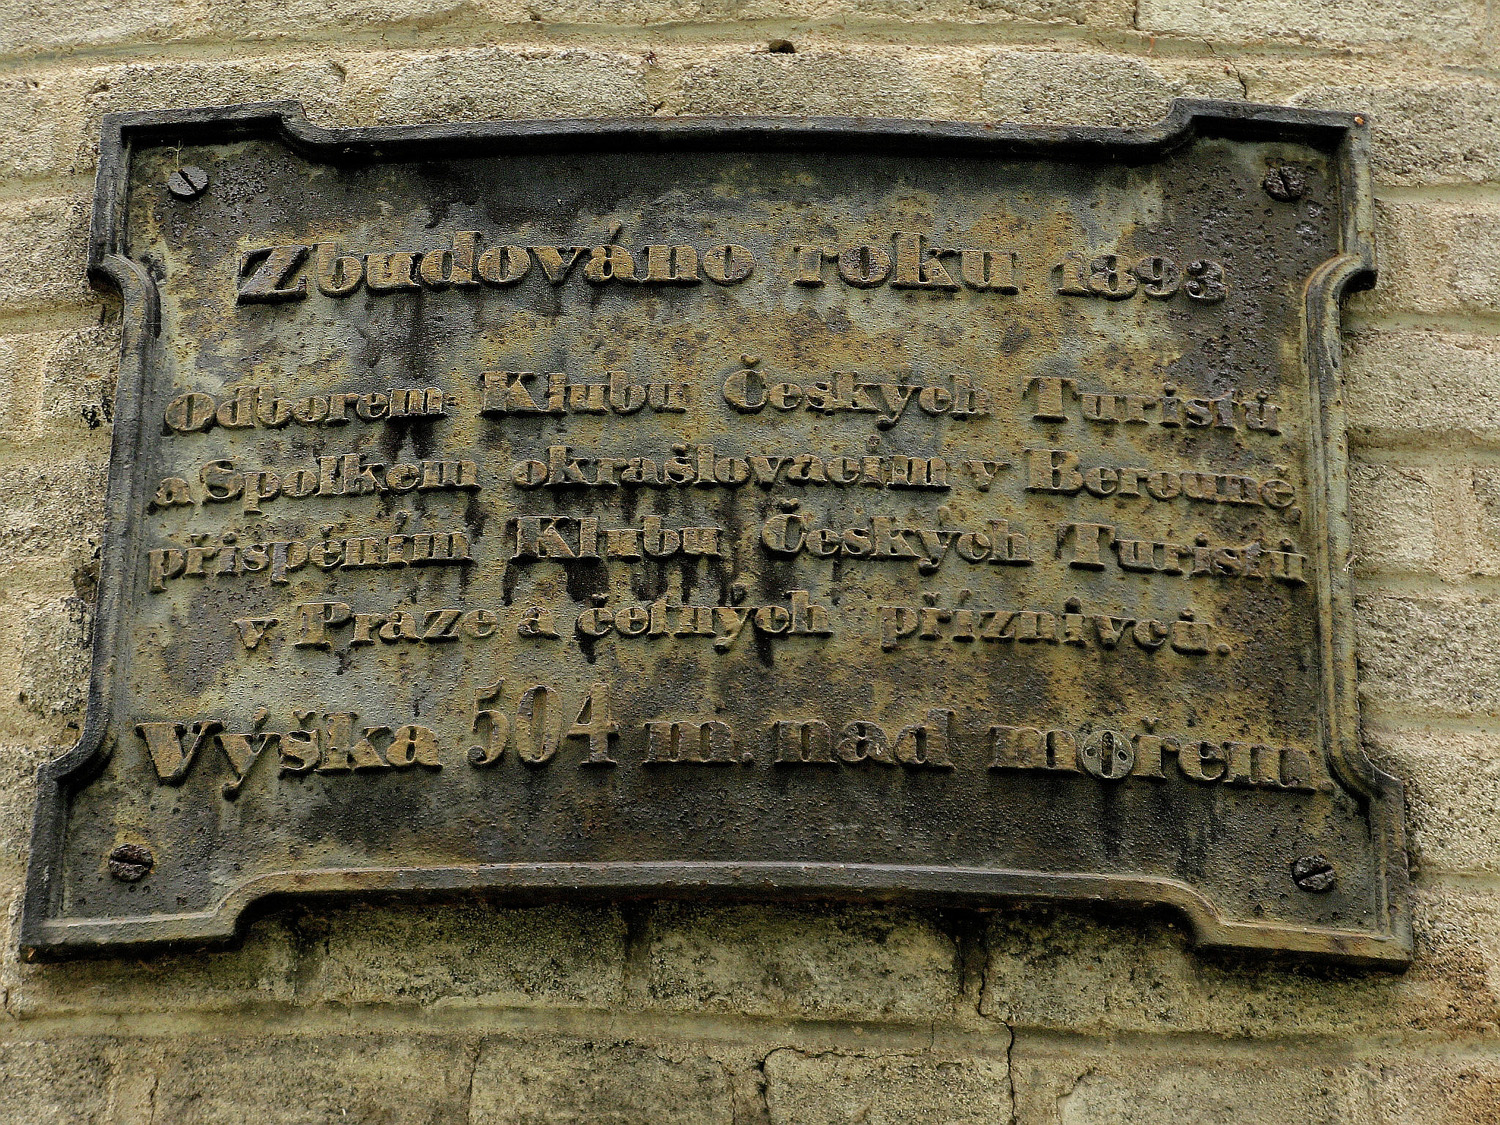 Zbudováno roku 1893
Odborem Klubu Českých Turistů
a Spolkem okrašlovacím v Berouně
přispěním Klubu Českých Turistů
v Praze a četných příznivců.
Výška 504 m. nad mořem